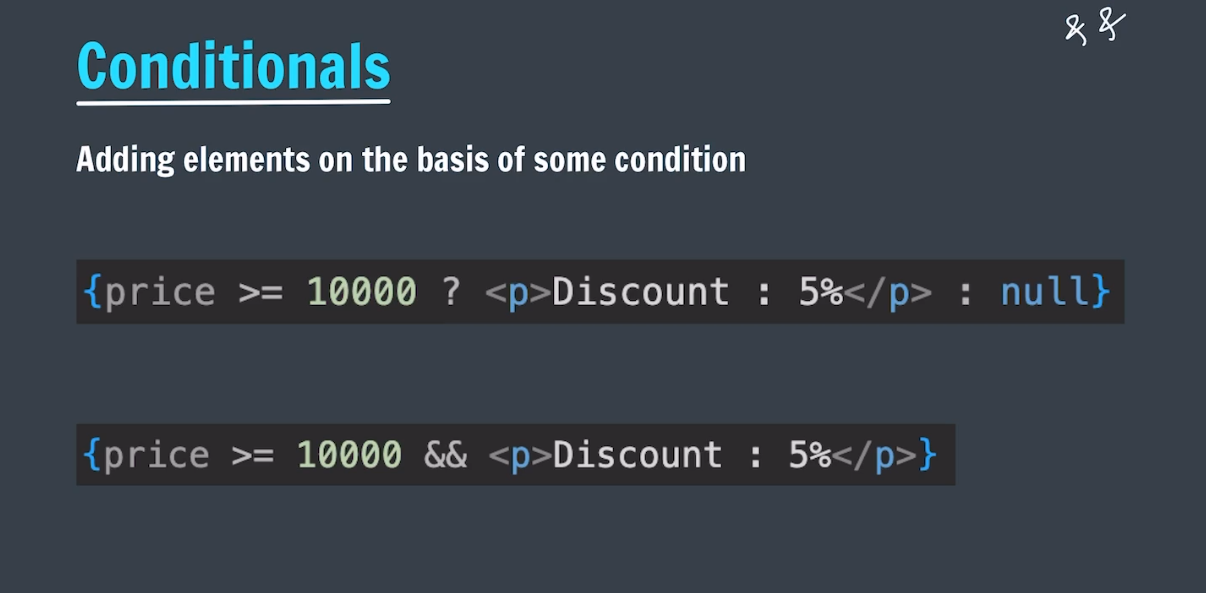 &&
Conditionals
Adding elements on the basis of some condition
{price >= 10000 ? <p>Discount : 5%</p> : null}
{price >= 10000 && <p>Discount : 5%</p>}